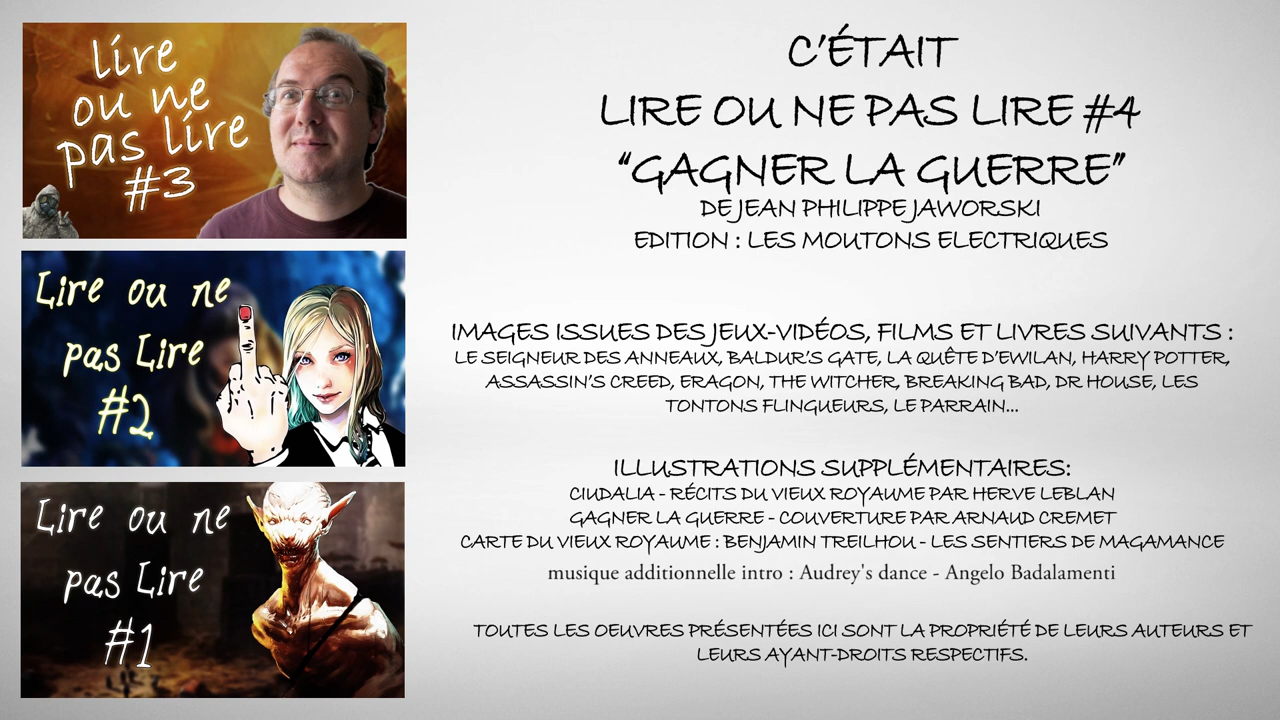 lire
ou ne
pas lire
#3
Lire ou ne
pas Lire
#2
Lire ou ne
pas Lire
#1
C'ÉTAIT
LIRE OU NE PAS LIRE #4
“GAGNER LA GUERRE”
DE JEAN PHILIPPE JAWORSKI
EDITION : LES MOUTONS ELECTRIQUES
IMAGES ISSUES DES JEUX-VIDÉOS, FILMS ET LIVRES SUIVANTS :
LE SEIGNEUR DES ANNEAUX, BALDUR'S GATE, LA QUÊTE D'EWILAN, HARRY POTTER,
ASSASSIN'S CREED, ERAGON, THE WITCHER, BREAKING BAD, DR HOUSE, LES
TONTONS FLINGUEURS, LE PARRAIN...
ILLUSTRATIONS SUPPLÉMENTAIRES:
CIUDALIA - RÉCITS DU VIEUX ROYAUME PAR HERVE LEBLAN
GAGNER LA GUERRE - COUVERTURE PAR ARNAUD CREMET
CARTE DU VIEUX ROYAUME : BENJAMIN TREILHOU - LES SENTIERS DE MAGAMANCE
musique additionnelle intro : Audrey's dance - Angelo Badalamenti
TOUTES LES OEUVRES PRÉSENTÉES ICI SONT LA PROPRIÉTÉ DE LEURS AUTEURS ET
LEURS AYANT-DROITS RESPECTIFS.